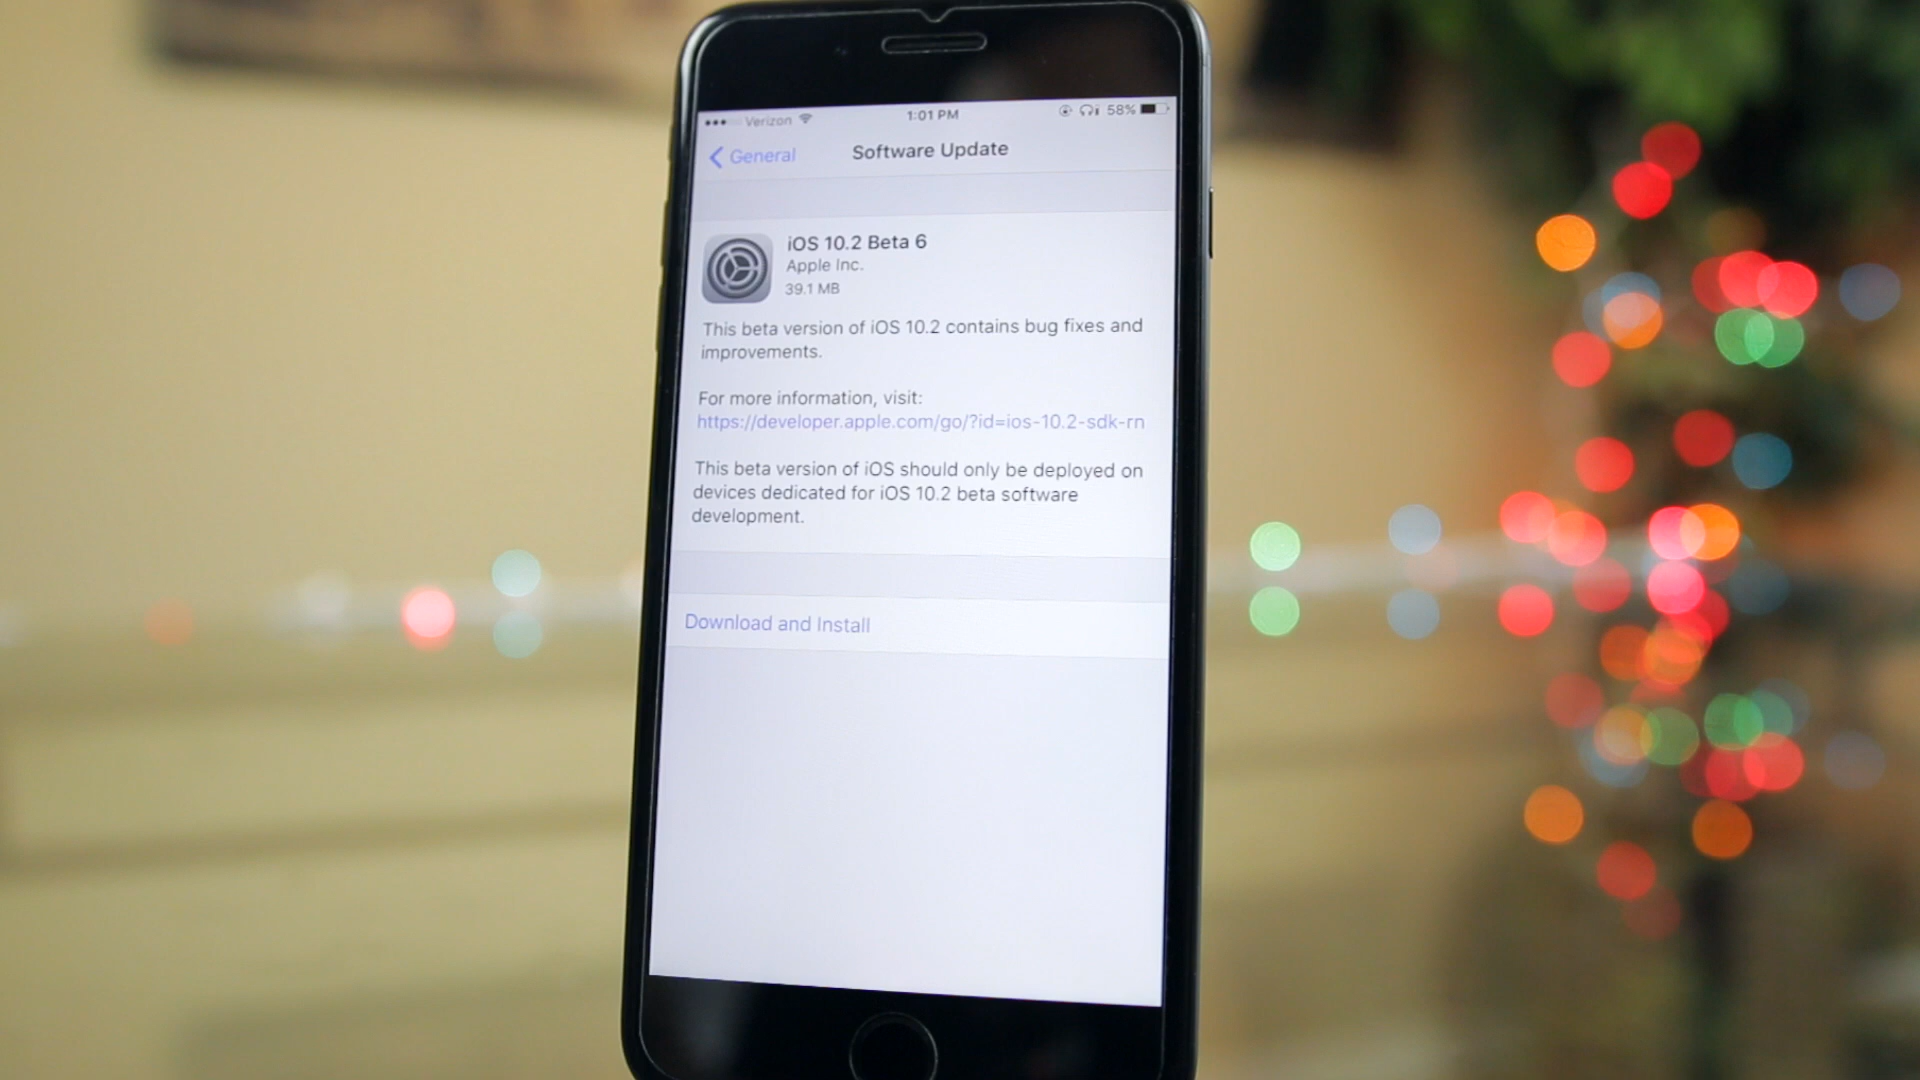 Verizon 1:01 PM 58%
General Software Update
iOS 10.2 Beta 6
Apple Inc.
39.1 MB
This beta version of iOS 10.2 contains bug fixes and
improvements.
For more information, visit:
https://developer.apple.com/go/?id=ios-10.2-sdk-rn
This beta version of iOS should only be deployed on
devices dedicated for iOS 10.2 beta software
development.
Download and Install